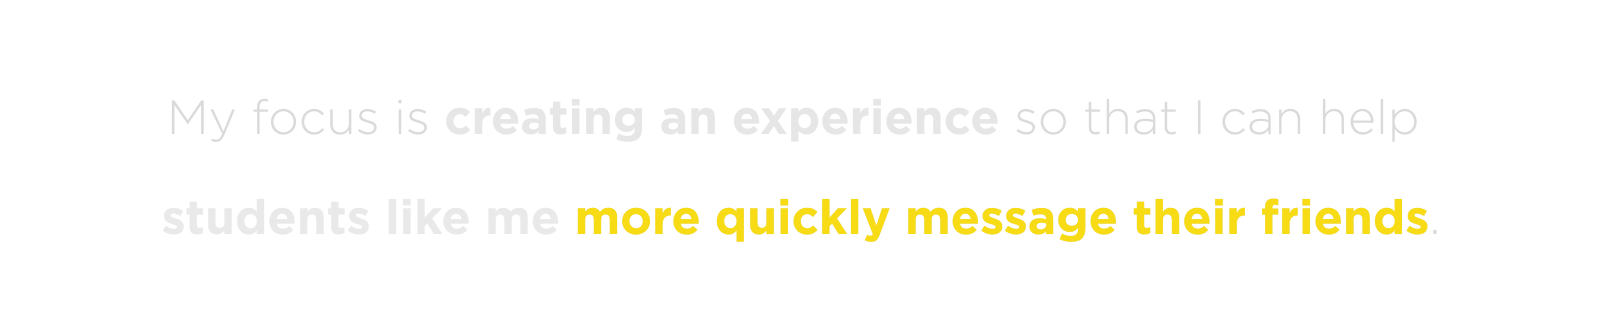 My focus is creating an experience so that I can help
students like me more quickly message their friends.